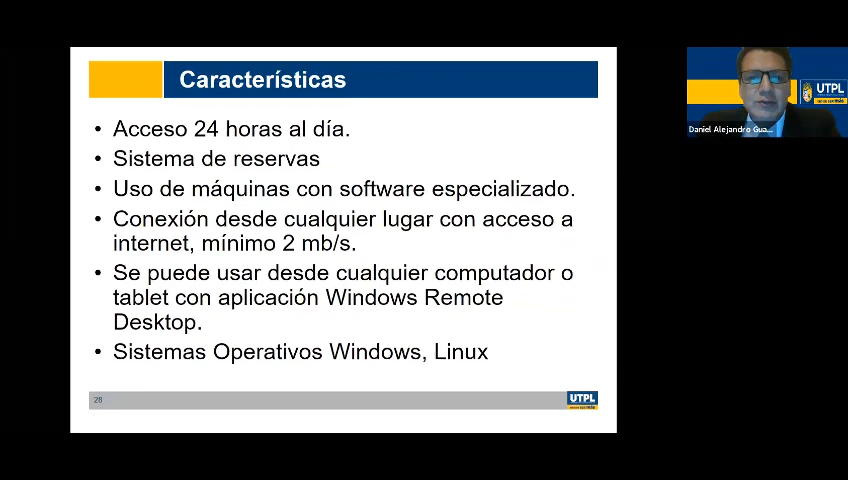 Características
• Acceso 24 horas al día.
• Sistema de reservas
• Uso de máquinas con software especializado.
• Conexión desde cualquier lugar con acceso a
internet, mínimo 2 mb/s.
• Se puede usar desde cualquier computador o
tablet con aplicación Windows Remote
Desktop.
• Sistemas Operativos Windows, Linux
28
UTPL
UTPL
Daniel Alejandro Gua...